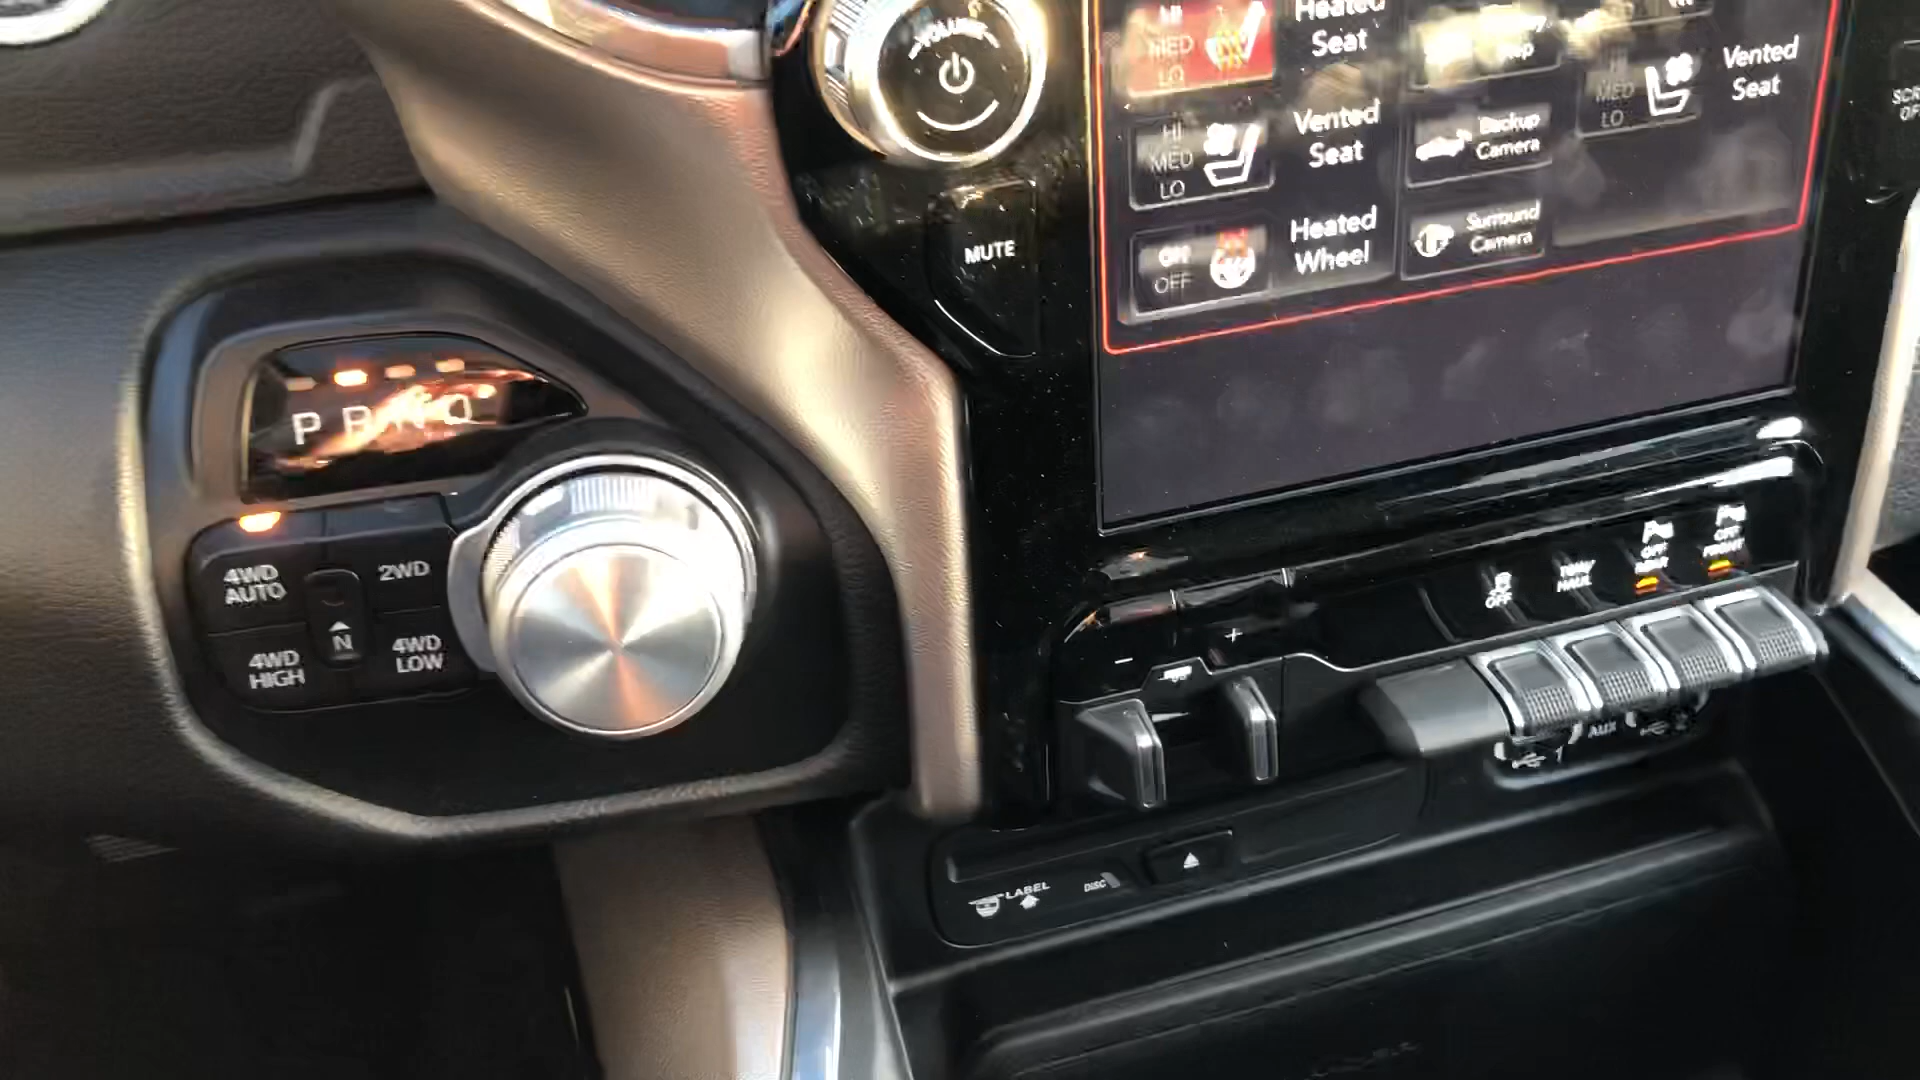 VOLUME
MUTE
HI
MED
LO
Heated
Seat
HI
MED
LO
Vented
Seat
ON
OFF
Heated
Wheel
Backup
Camera
Surround
Camera
MED
LO
Vented
Seat
P R N D
4WD
AUTO
2WD
N
4WD
HIGH
4WD
LOW
- +
OFF
TOW/
HAUL
OFF
REAR
OFF
FRONT
AUX
1
LABEL
DISC